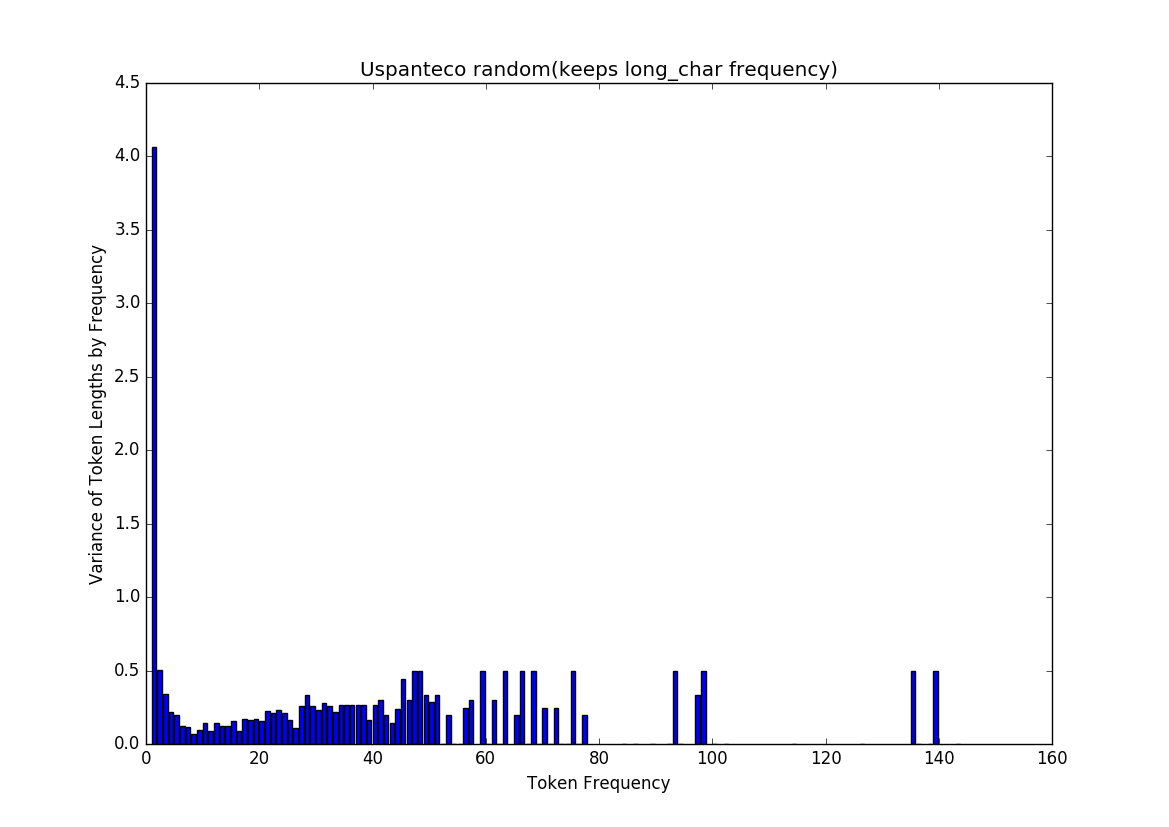 Uspanteco random(keeps long_char frequency)
4.5
4.0
3.5
3.0
2.5
2.0
1.5
1.0
0.5
0.0
Variance of Token Lengths by Frequency
0 20 40 60 80 100 120 140 160
Token Frequency